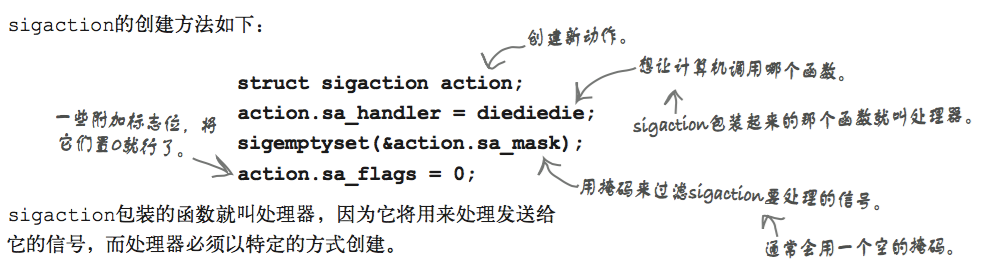 sigaction的创建方法如下：
创建新动作。
struct sigaction action;
想让计算机调用哪个函数。
action.sa_handler = diediedie;
一些附加标志位，将
它们置0就行了。
sigaction包装起来的那个函数就叫处理器。
sigemptyset(&action.sa_mask);
action.sa_flags = 0;
用掩码来过滤sigaction要处理的信号。
sigaction包装的函数就叫处理器，因为它将用来处理发送给
它的信号，而处理器必须以特定的方式创建。
通常会用一个空的掩码。